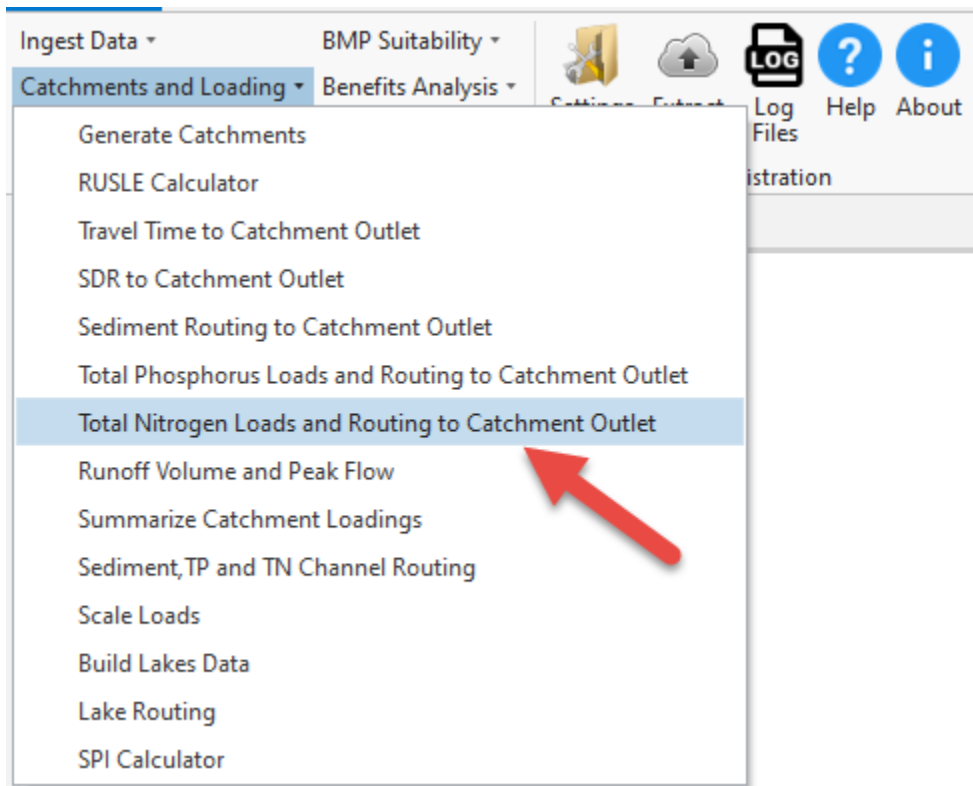 Ingest Data
BMP Suitability
Catchments and Loading
Benefits Analysis
LOG
?
i
Log
Files
Help
About
istration
Generate Catchments
RUSLE Calculator
Travel Time to Catchment Outlet
SDR to Catchment Outlet
Sediment Routing to Catchment Outlet
Total Phosphorus Loads and Routing to Catchment Outlet
Total Nitrogen Loads and Routing to Catchment Outlet
Runoff Volume and Peak Flow
Summarize Catchment Loadings
Sediment,TP and TN Channel Routing
Scale Loads
Build Lakes Data
Lake Routing
SPI Calculator